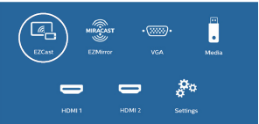 MIRACAST
EZCast EZMirror VGA Media
HDMI 1 HDMI 2 Settings